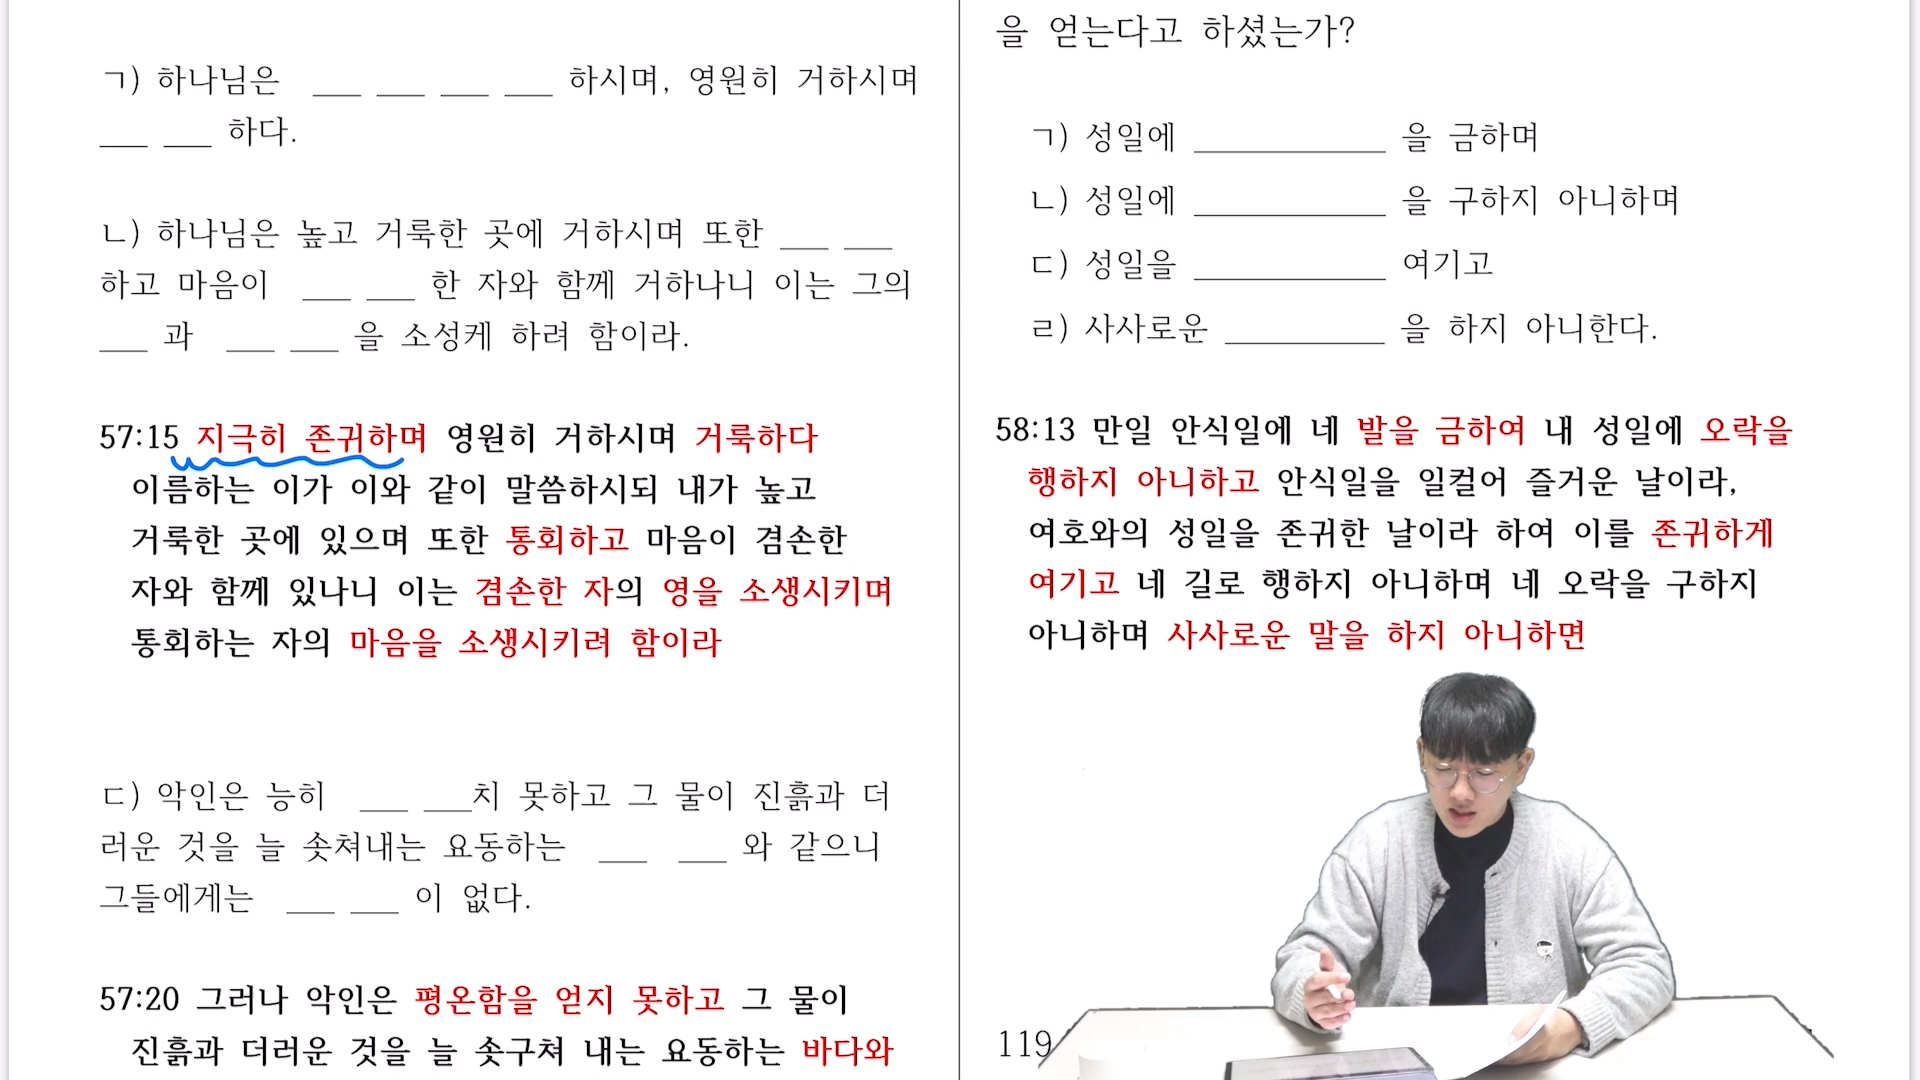 ㄱ) 하나님은 ___ ___ ___ ___ 하시며, 영원히 거하시며
___ ___ 하다.
ㄴ) 하나님은 높고 거룩한 곳에 거하시며 또한 ___ ___
하고 마음이 ___ ___ 한 자와 함께 거하나니 이는 그의
___ 과 ___ ___ 을 소성케 하려 함이라.
57:15 지극히 존귀하며 영원히 거하시며 거룩하다
이름하는 이가 이와 같이 말씀하시되 내가 높고
거룩한 곳에 있으며 또한 통회하고 마음이 겸손한
자와 함께 있나니 이는 겸손한 자의 영을 소생시키며
통회하는 자의 마음을 소생시키려 함이라
ㄷ) 악인은 능히 ___ ___치 못하고 그 물이 진흙과 더
러운 것을 늘 솟쳐내는 요동하는 ___ ___ 와 같으니
그들에게는 ___ ___ 이 없다.
57:20 그러나 악인은 평온함을 얻지 못하고 그 물이
진흙과 더러운 것을 늘 솟구쳐 내는 요동하는 바다와
을 얻는다고 하셨는가?
ㄱ) 성일에 ____________ 을 금하며
ㄴ) 성일에 ____________ 을 구하지 아니하며
ㄷ) 성일을 ____________ 여기고
ㄹ) 사사로운 __________ 을 하지 아니한다.
58:13 만일 안식일에 네 발을 금하여 내 성일에 오락을
행하지 아니하고 안식일을 일컬어 즐거운 날이라,
여호와의 성일을 존귀한 날이라 하여 이를 존귀하게
여기고 네 길로 행하지 아니하며 네 오락을 구하지
아니하며 사사로운 말을 하지 아니하면
119